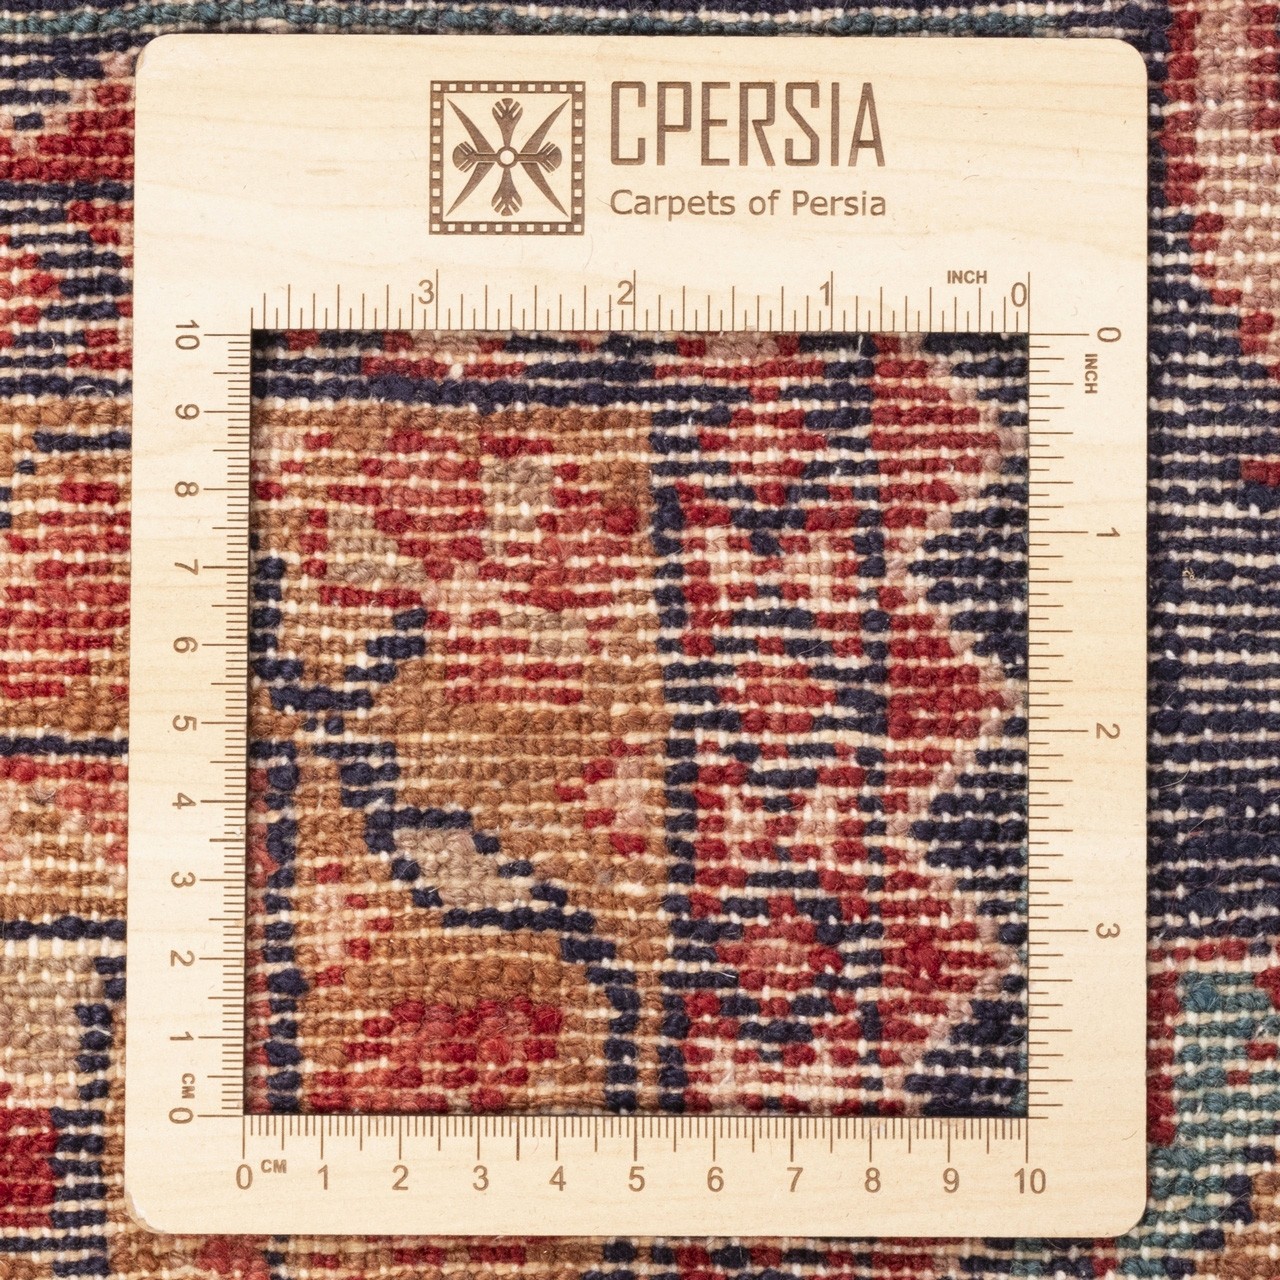 CPERSIA
Carpets of Persia
3 2 1 INCH 0
10 9 8 7 6 5 4 3 2 1 CM 0
0 INCH 1 2 3
0 CM 1 2 3 4 5 6 7 8 9 10